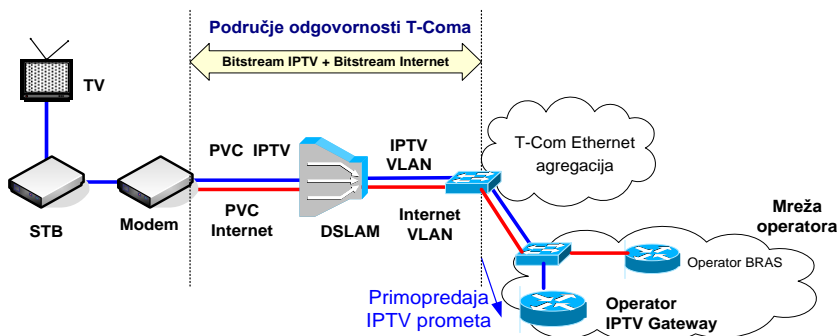 Područje odgovornosti T-Coma
Bitstream IPTV + Bitstream Internet
TV
PVC IPTV
IPTV
VLAN
T-Com Ethernet
agregacija
STB
Modem
PVC
Internet
DSLAM
Internet
VLAN
Mreža
operatora
Operator BRAS
Primopredaja
IPTV prometa
Operator
IPTV Gateway